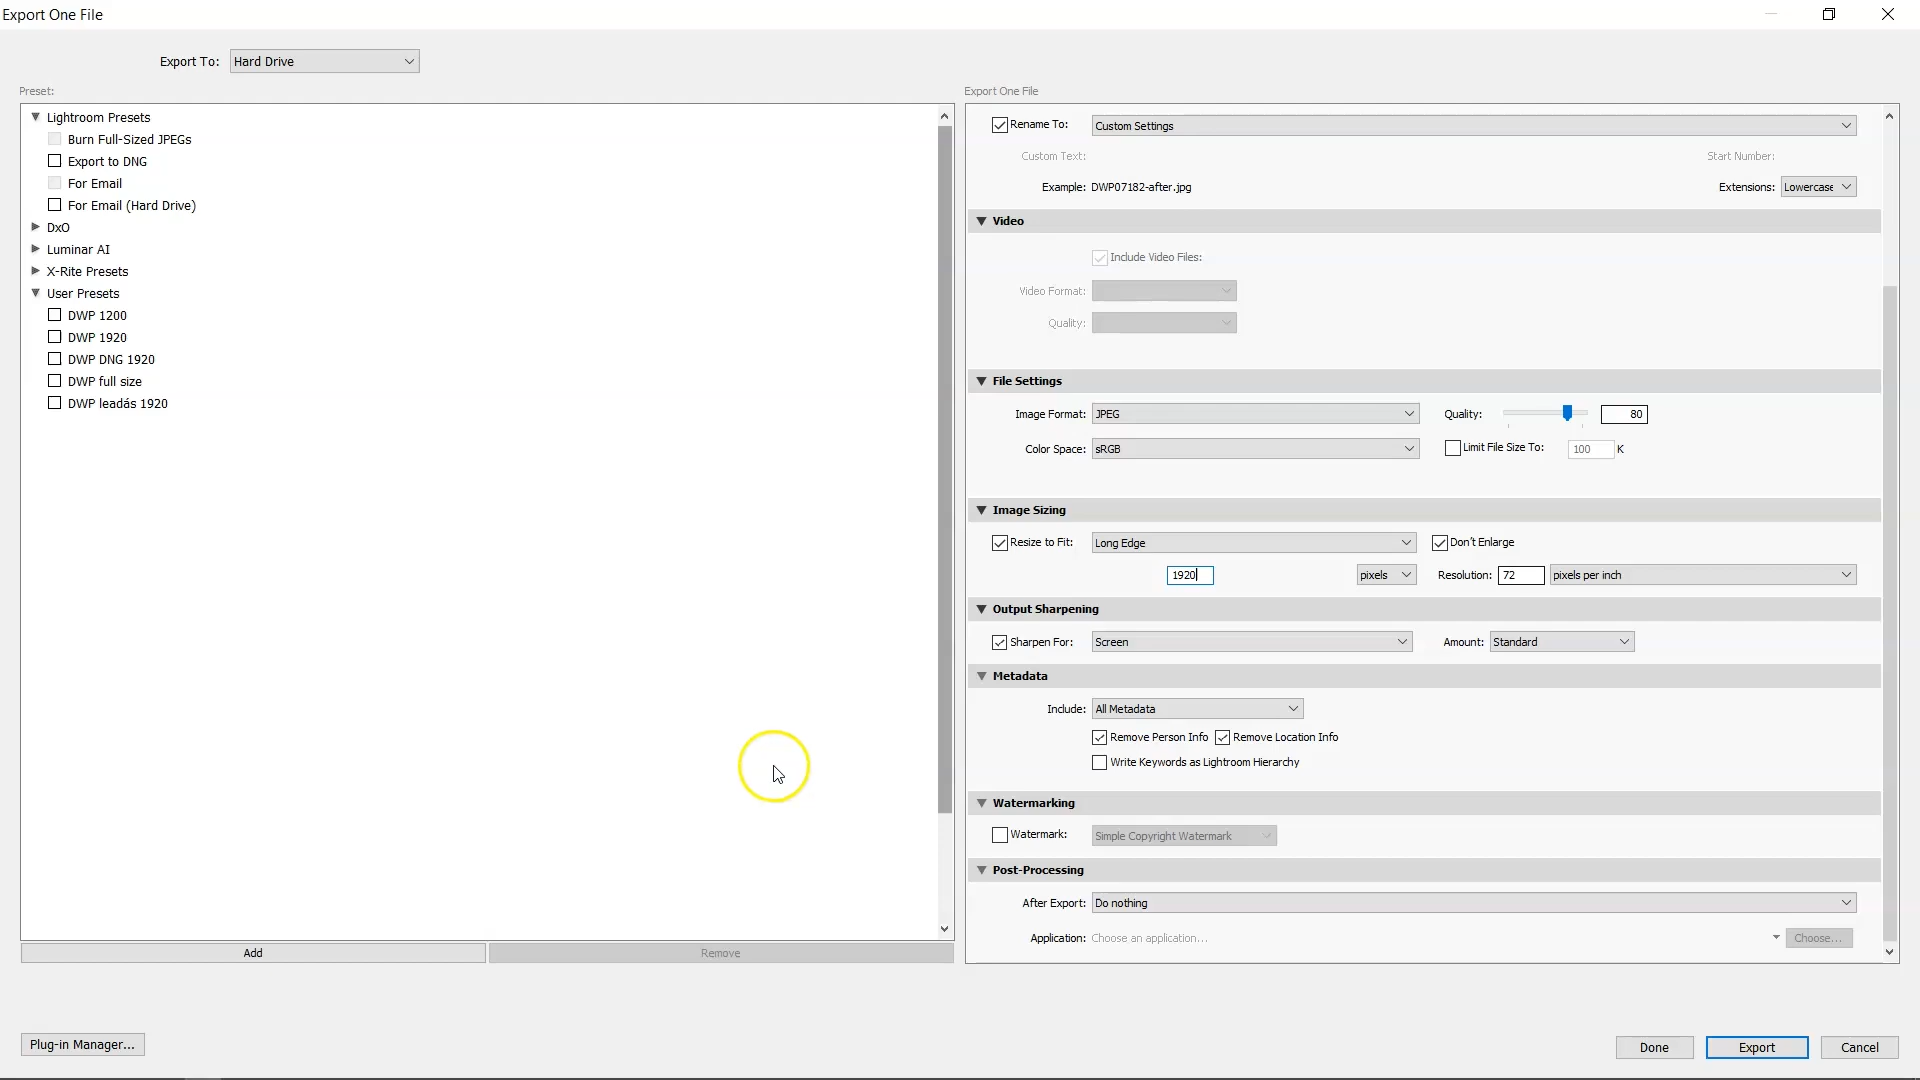 Export One File
Export To: Hard Drive
Preset:
Lightroom Presets
Burn Full-Sized JPEGs
Export to DNG
For Email
For Email (Hard Drive)
DxO
Luminar AI
X-Rite Presets
User Presets
DWP 1200
DWP 1920
DWP DNG 1920
DWP full size
DWP leadás 1920
Add
Remove
Plug-in Manager...
Export One File
Rename To: Custom Settings
Custom Text: Start Number:
Example: DWP07182-after.jpg Extensions: Lowercase
Video
Include Video Files:
Video Format:
Quality:
File Settings
Image Format: JPEG Quality: 80
Color Space: sRGB Limit File Size To: 100 K
Image Sizing
Resize to Fit: Long Edge Don't Enlarge
1920 pixels Resolution: 72 pixels per inch
Output Sharpening
Sharpen For: Screen Amount: Standard
Metadata
Include: All Metadata
Remove Person Info Remove Location Info
Write Keywords as Lightroom Hierarchy
Watermarking
Watermark: Simple Copyright Watermark
Post-Processing
After Export: Do nothing
Application: Choose an application... Choose...
Done Export Cancel